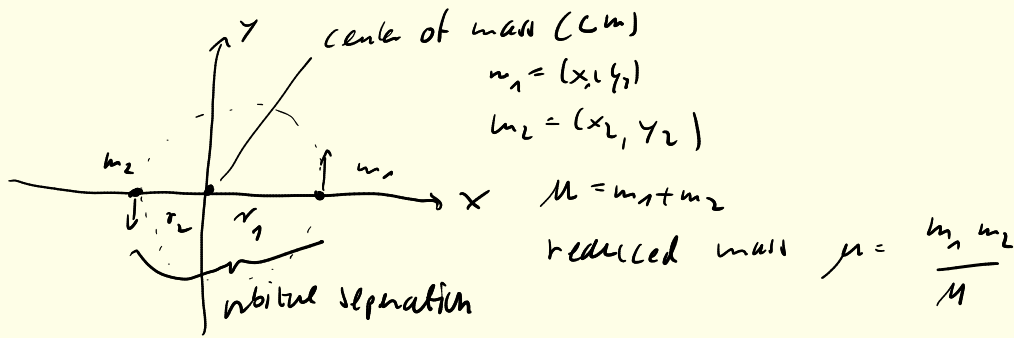 y
center of mass (CM)
m₁ = (x₁, y₁)
m₂ = (x₂, y₂)
m₂
m₁
x
r₂
r₁
M = m₁ + m₂
reduced mass μ = m₁ m₂ / M
orbital separation